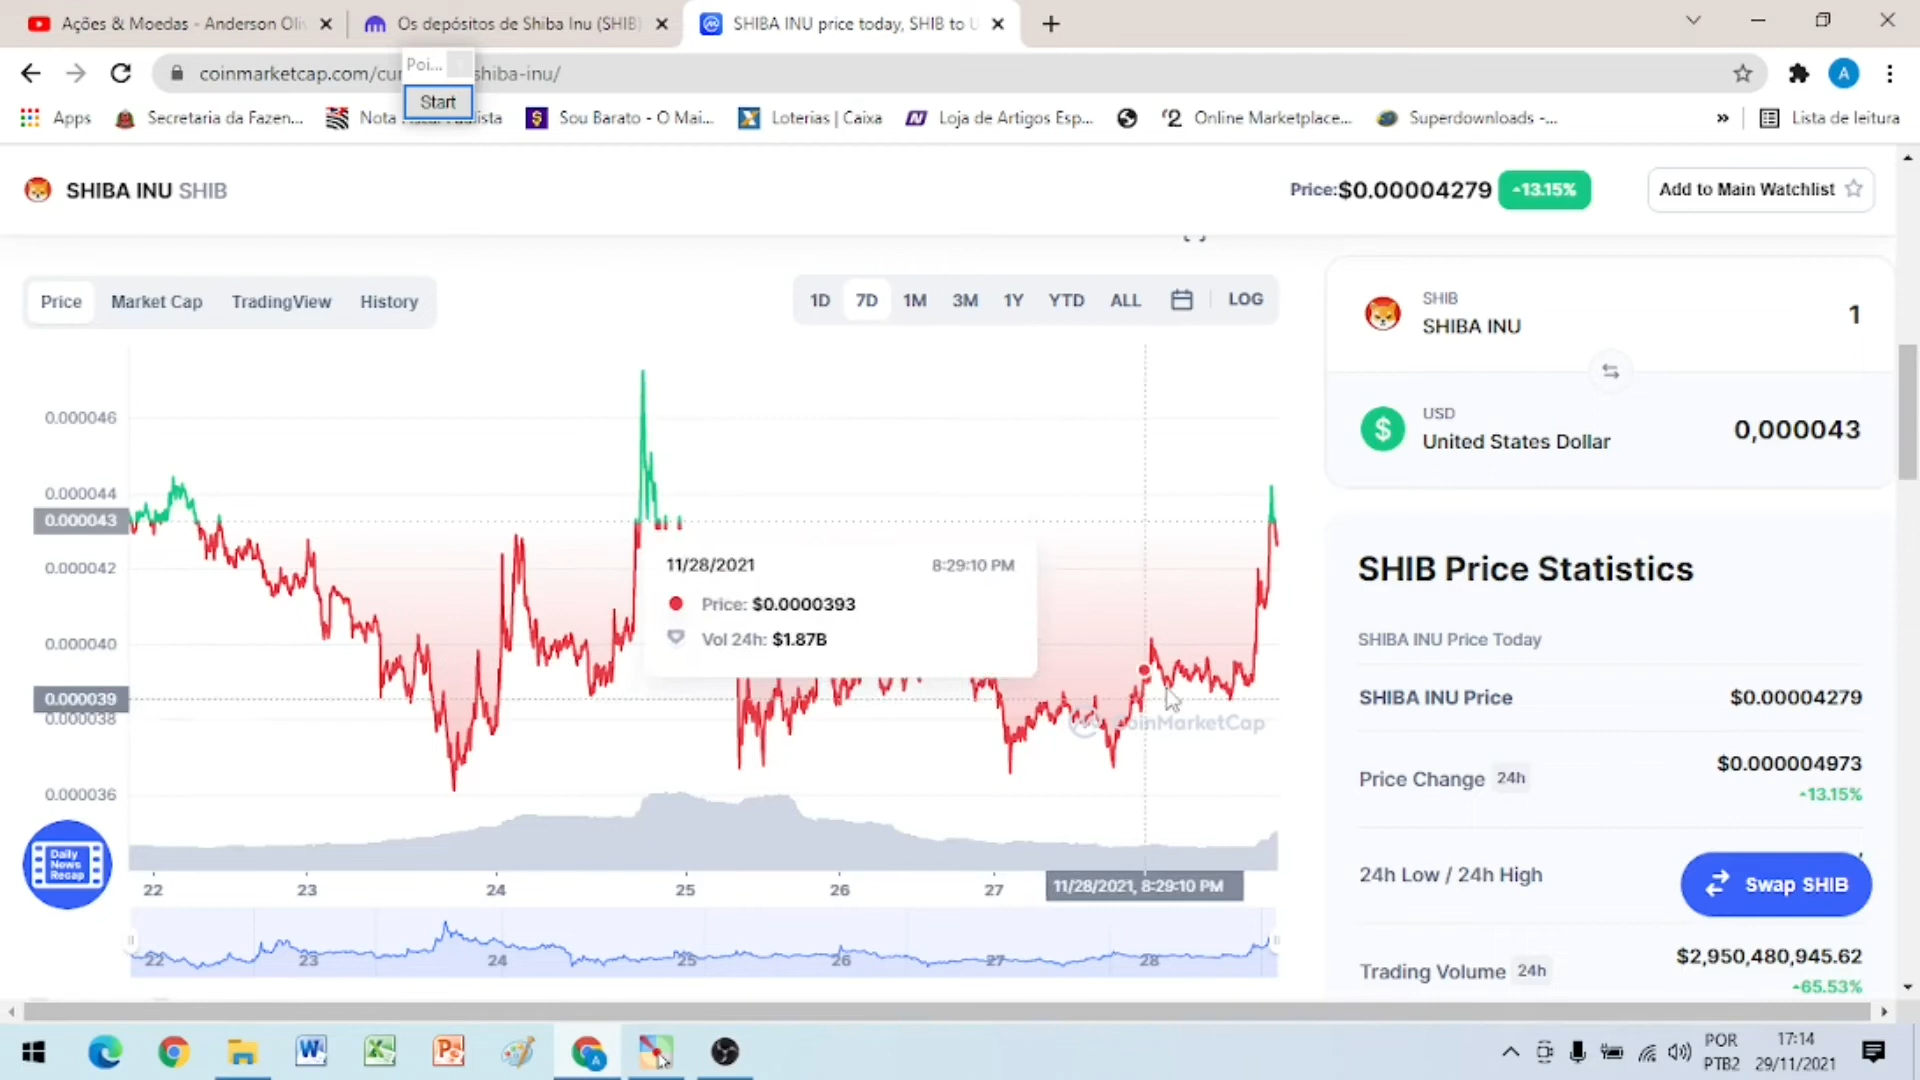 Ações & Moedas - Anderson Oli
Os depósitos de Shiba Inu (SHIB)
SHIBA INU price today, SHIB to U
coinmarketcap.com/cur shiba-inu/
Poi...
Start
Apps
Secretaria da Fazen...
Nota Fiscal Paulista
Sou Barato - O Mai...
Loterias | Caixa
Loja de Artigos Esp...
Online Marketplace...
Superdownloads -...
»
Lista de leitura
SHIBA INU SHIB
Price:$0.00004279
13.15%
Add to Main Watchlist
Price
Market Cap
TradingView
History
1D
7D
1M
3M
1Y
YTD
ALL
LOG
SHIB
SHIBA INU
1
USD
United States Dollar
0,000043
0.000046
0.000044
0.000043
0.000042
0.000040
0.000039
0.000038
0.000036
11/28/2021
8:29:10 PM
Price: $0.0000393
Vol 24h: $1.87B
CoinMarketCap
22
23
24
25
26
27
11/28/2021, 8:29:10 PM
22
23
24
25
26
27
28
Daily
News
Recap
SHIB Price Statistics
SHIBA INU Price Today
SHIBA INU Price
$0.00004279
Price Change 24h
$0.000004973
13.15%
24h Low / 24h High
Swap SHIB
Trading Volume 24h
$2,950,480,945.62
65.53%
POR
PTB2
17:14
29/11/2021